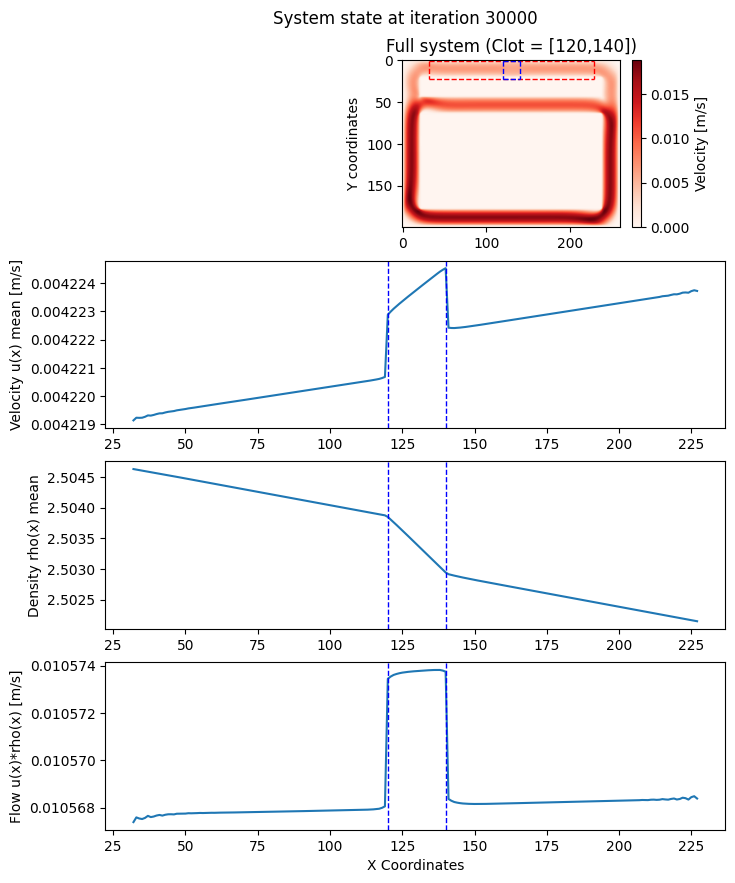 System state at iteration 30000
Full system (Clot = [120,140])
0
50
100
150
Y coordinates
0
100
200
0.015
0.010
0.005
0.000
Velocity [m/s]
0.004224
0.004223
0.004222
0.004221
0.004220
0.004219
Velocity u(x) mean [m/s]
25 50 75 100 125 150 175 200 225
2.5045
2.5040
2.5035
2.5030
2.5025
Density rho(x) mean
25 50 75 100 125 150 175 200 225
0.010574
0.010572
0.010570
0.010568
Flow u(x)*rho(x) [m/s]
25 50 75 100 125 150 175 200 225
X Coordinates